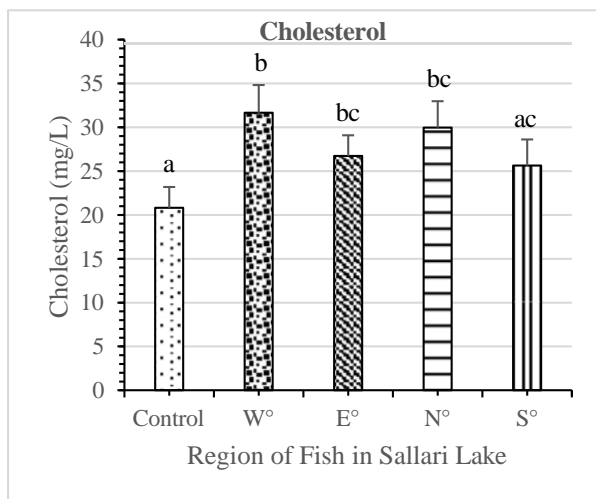 Cholesterol
40
35
30
25
20
15
10
5
0
Cholesterol (mg/L)
a
b
bc
bc
ac
Control W° E° N° S°
Region of Fish in Sallari Lake